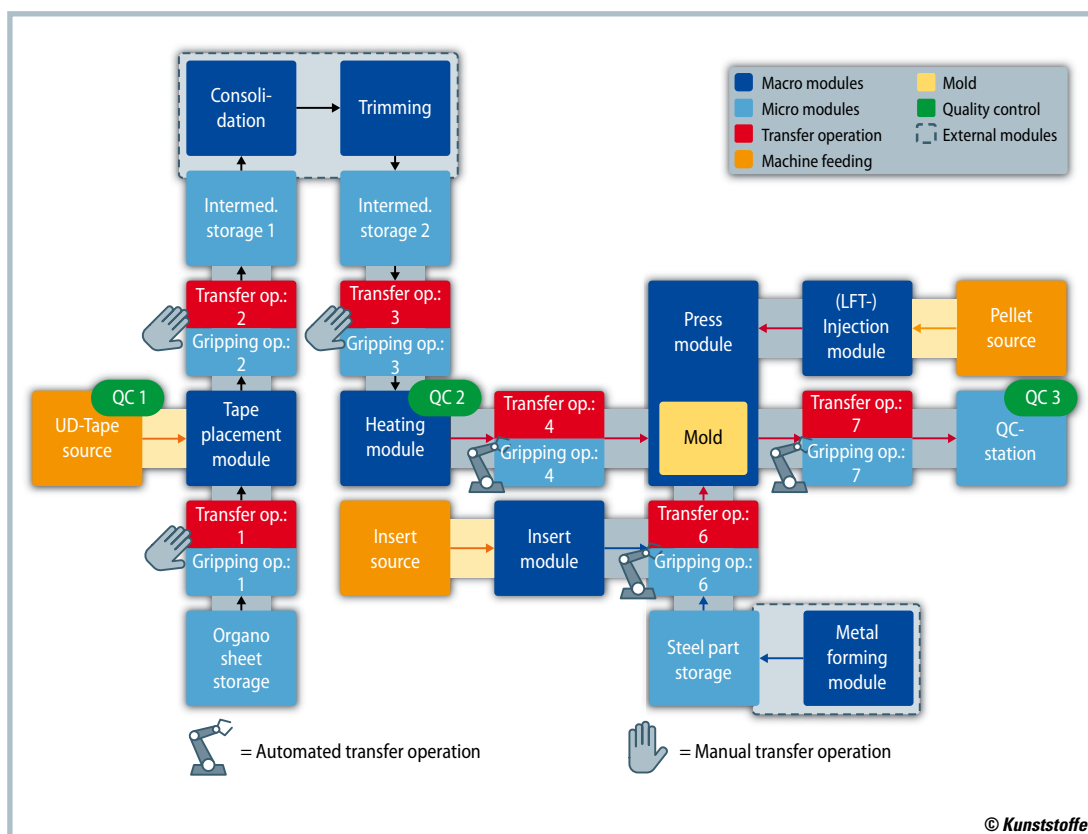 Consoli-
dation
Trimming
Macro modules
Micro modules
Transfer operation
Machine feeding
Mold
Quality control
External modules
Intermed.
storage 1
Intermed.
storage 2
Transfer op.:
2
Gripping op.:
2
Transfer op.:
3
Gripping op.:
3
Press
module
(LFT-)
Injection
module
Pellet
source
QC 1
UD-Tape
source
Tape
placement
module
QC 2
Heating
module
Transfer op.:
4
Gripping op.:
4
Mold
Transfer op.:
7
Gripping op.:
7
QC 3
QC-
station
Transfer op.:
1
Gripping op.:
1
Insert
source
Insert
module
Transfer op.:
6
Gripping op.:
6
Organo
sheet
storage
Steel part
storage
Metal
forming
module
= Automated transfer operation
= Manual transfer operation
© Kunststoffe